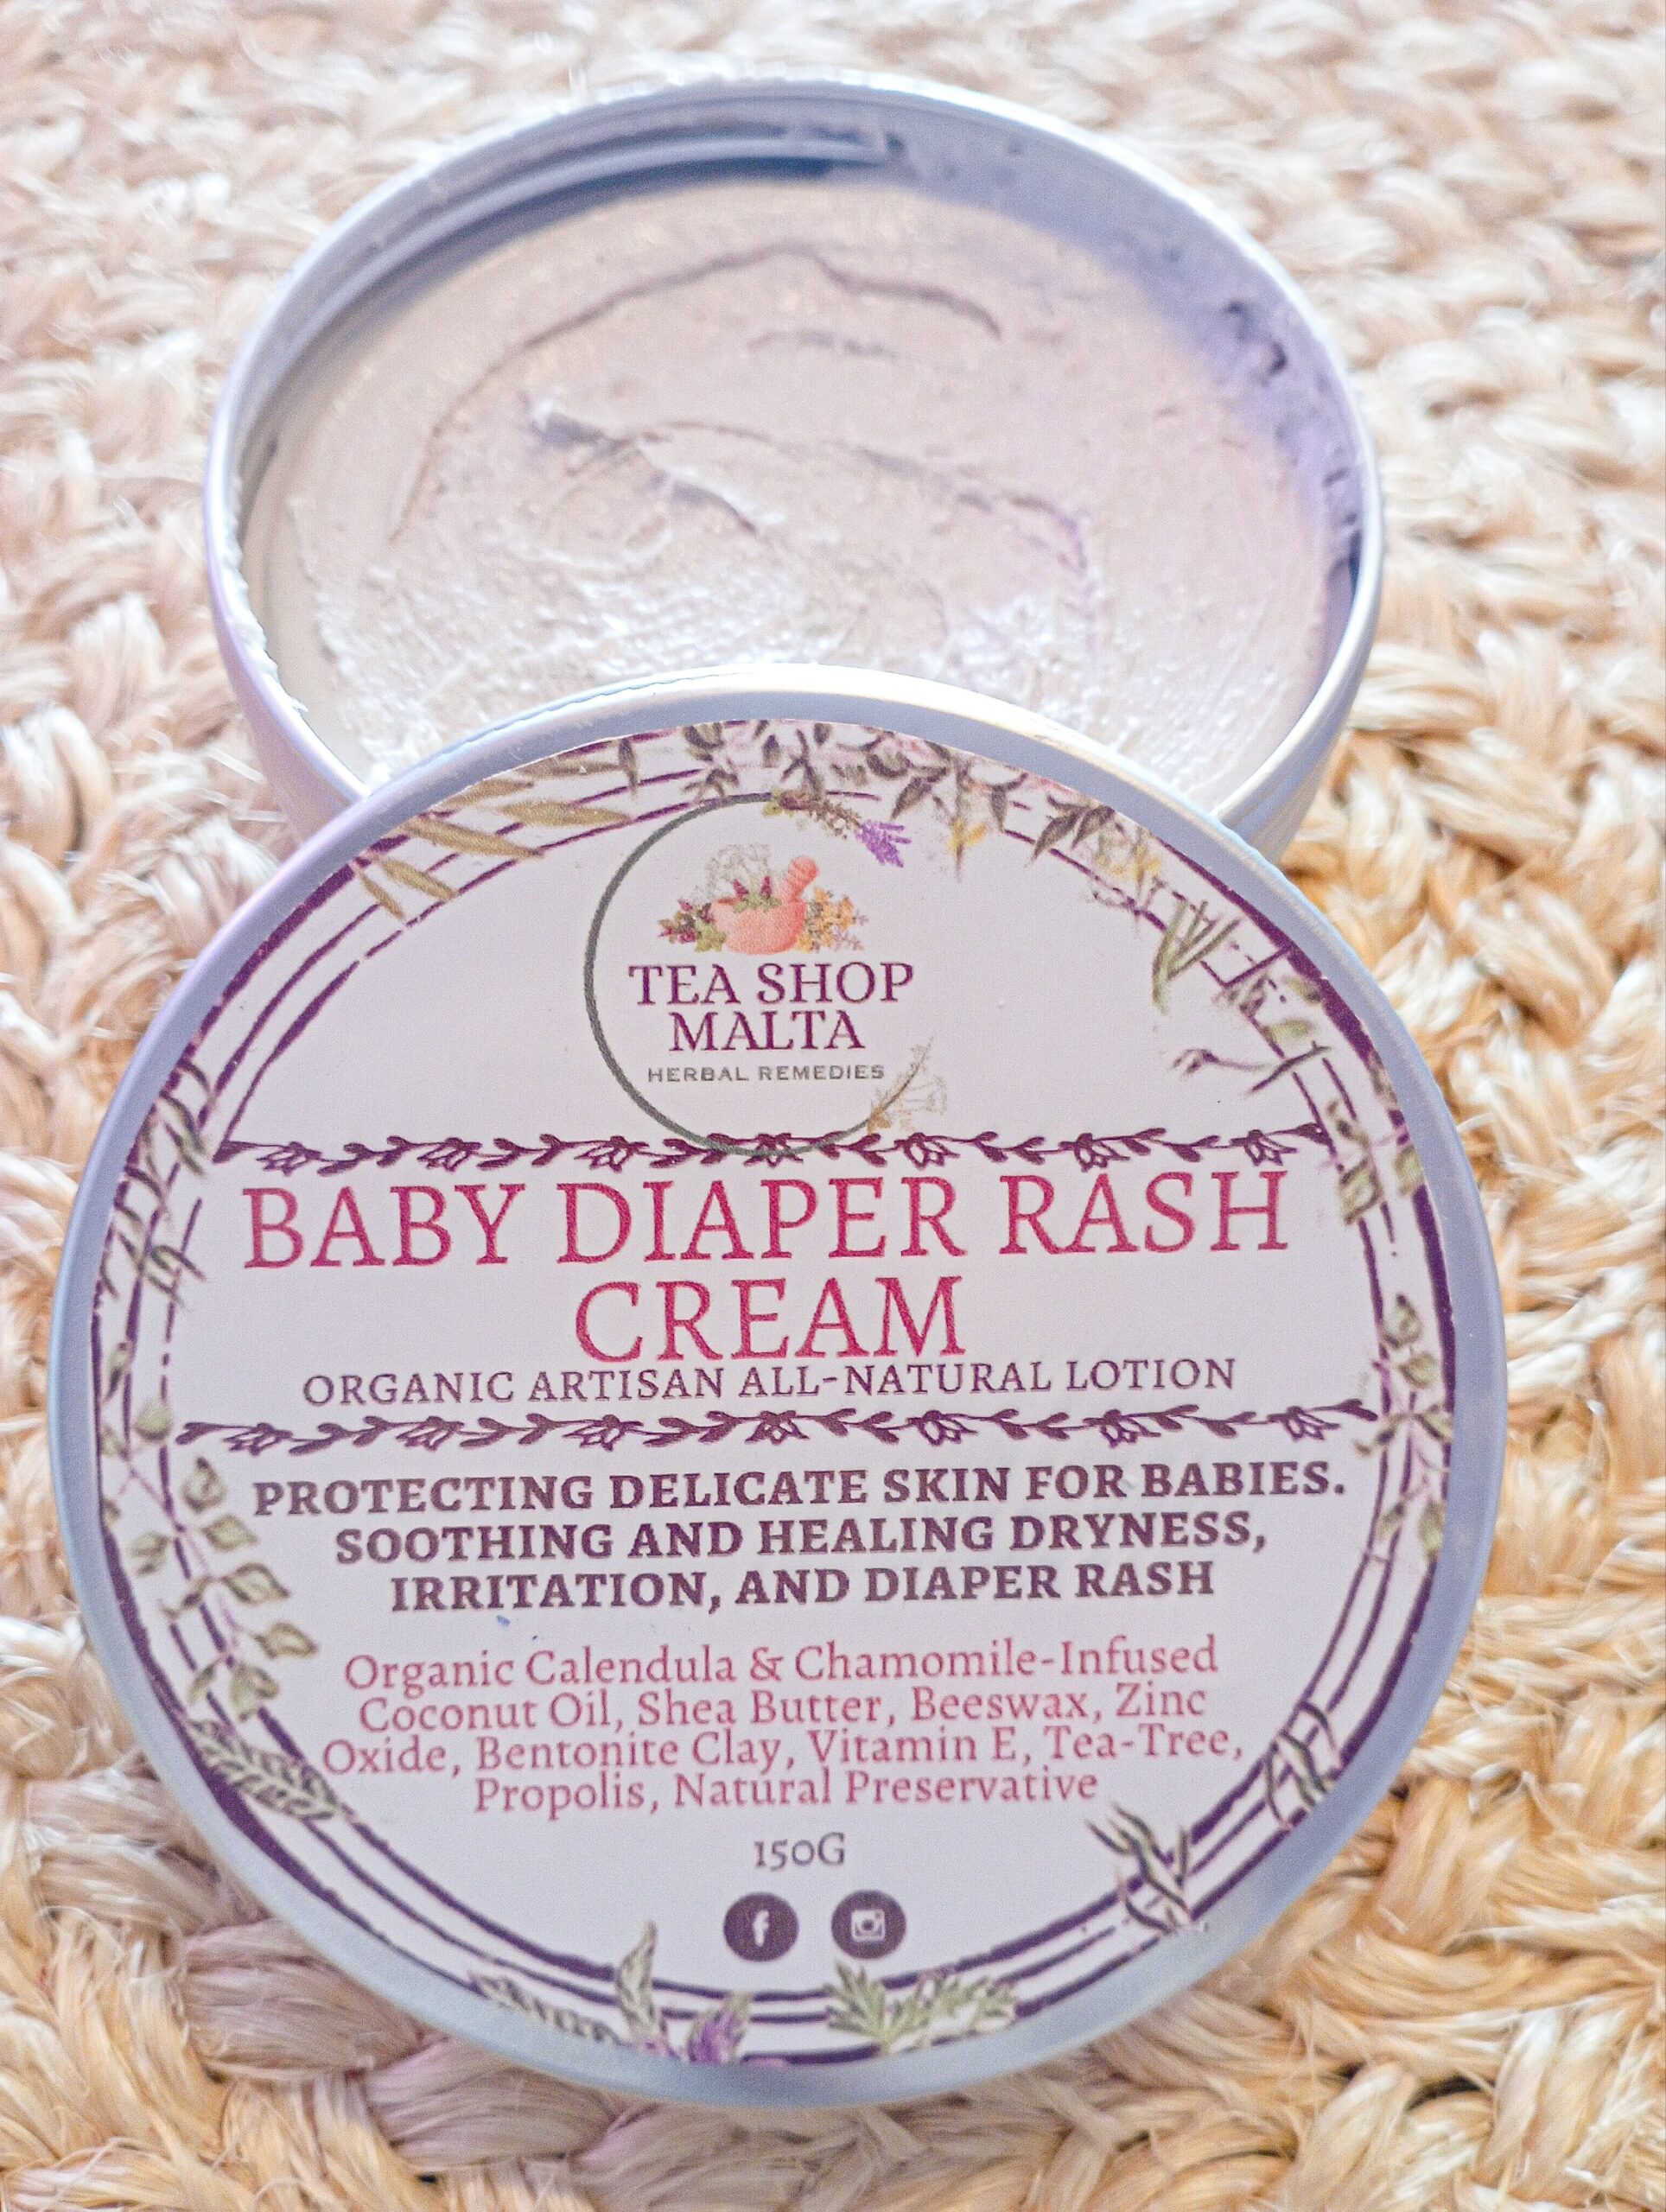 TEA SHOP
MALTA
HERBAL REMEDIES
BABY DIAPER RASH
CREAM
ORGANIC ARTISAN ALL-NATURAL LOTION
PROTECTING DELICATE SKIN FOR BABIES.
SOOTHING AND HEALING DRYNESS,
IRRITATION, AND DIAPER RASH
Organic Calendula & Chamomile-Infused
Coconut Oil, Shea Butter, Beeswax, Zinc
Oxide, Bentonite Clay, Vitamin E, Tea-Tree,
Propolis, Natural Preservative
150G